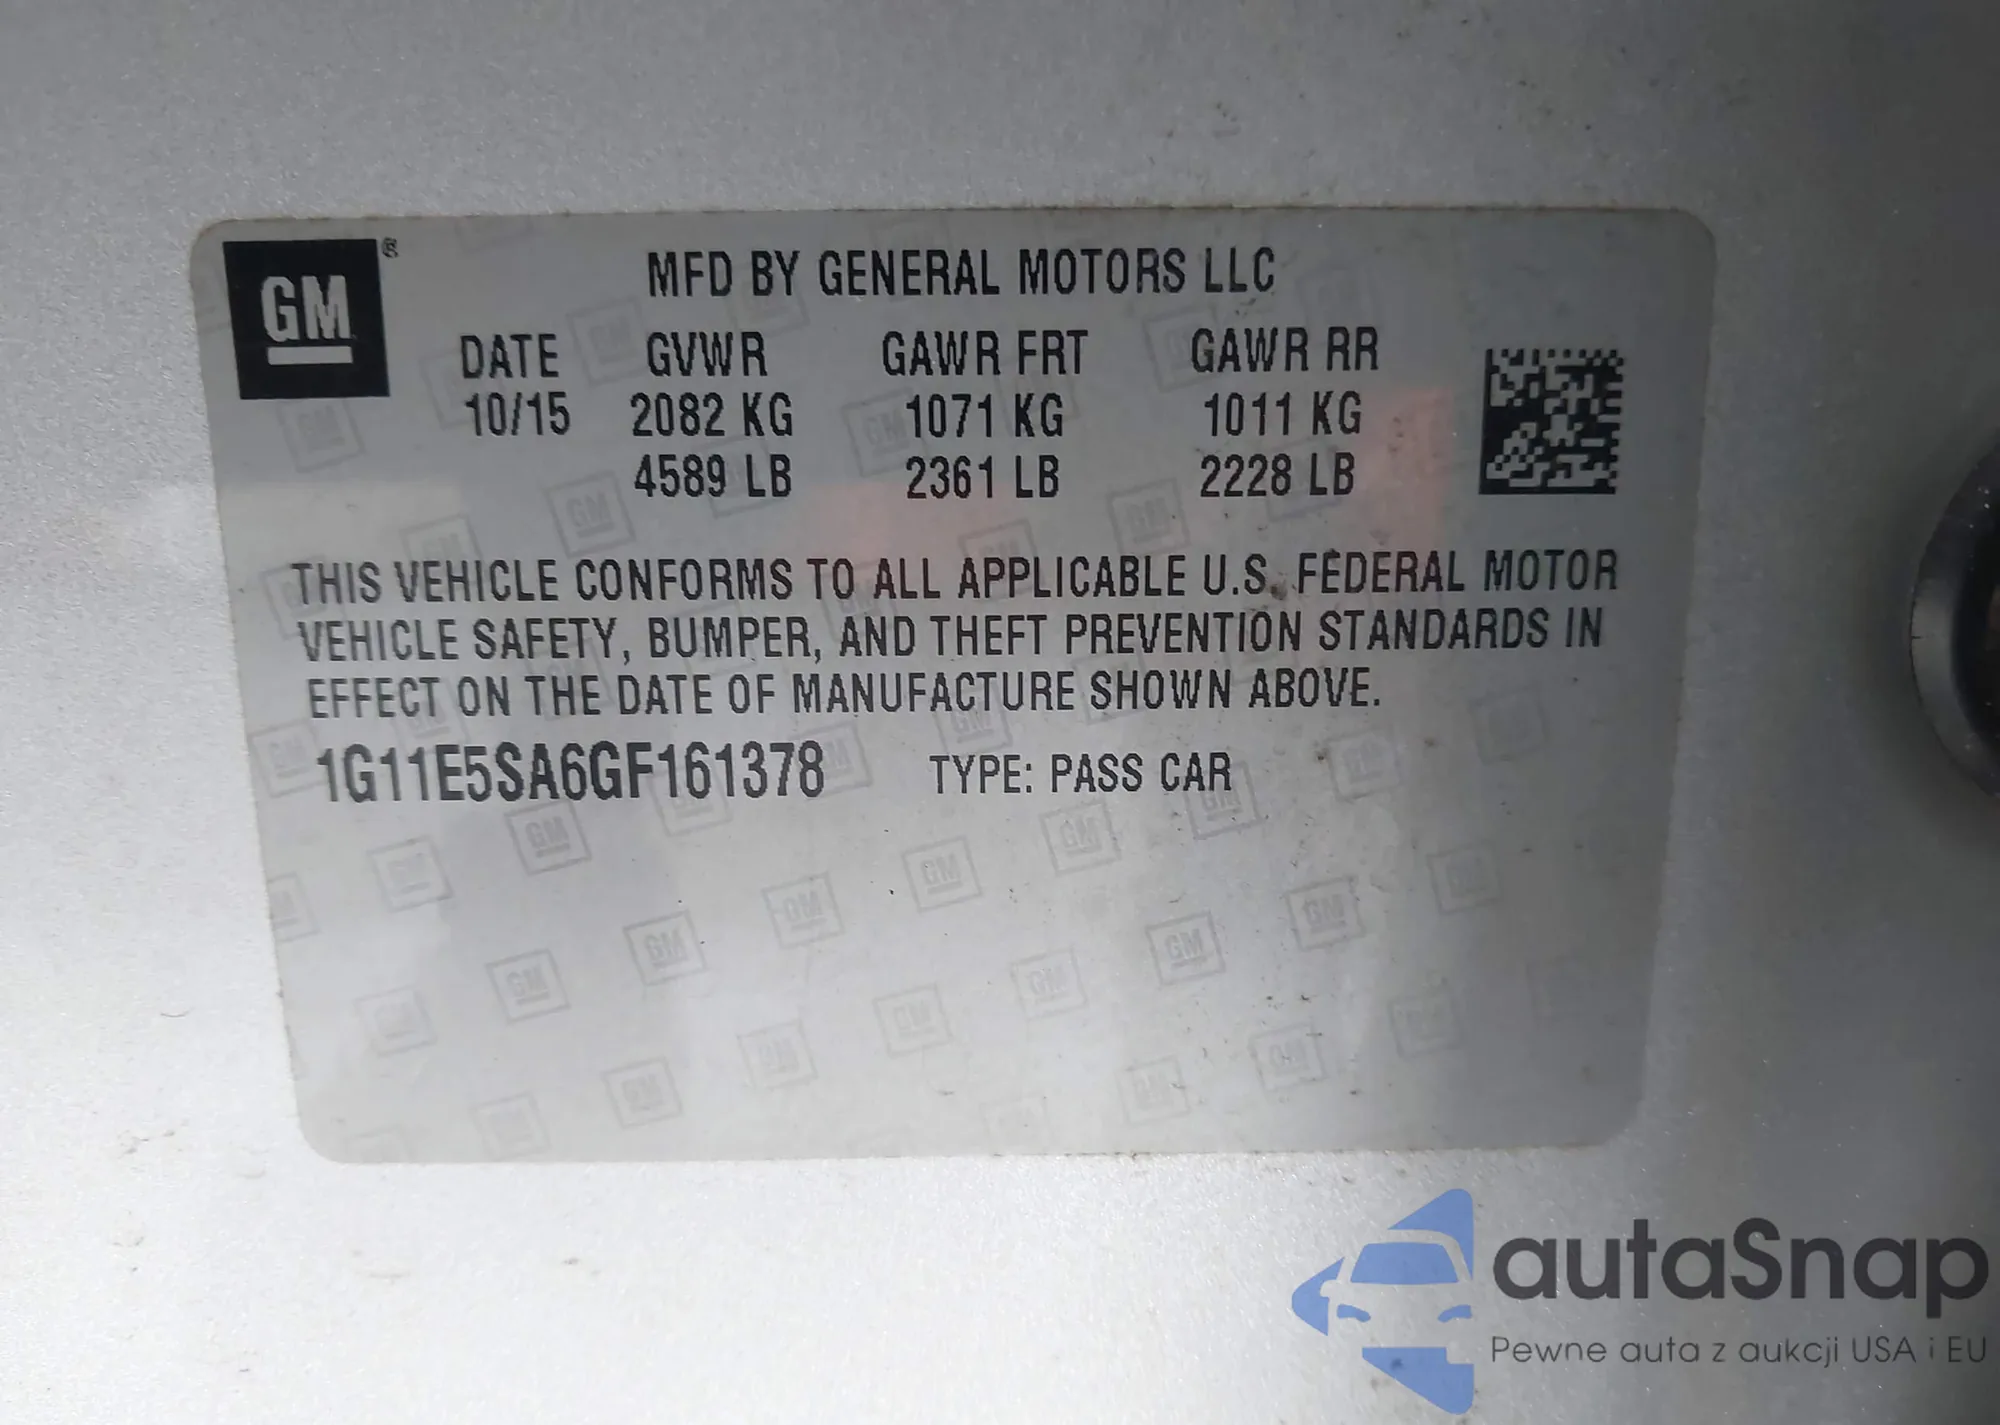 GM®
MFD BY GENERAL MOTORS LLC
DATE GVWR GAWR FRT GAWR RR
10/15 2082 KG 1071 KG 1011 KG
4589 LB 2361 LB 2228 LB
THIS VEHICLE CONFORMS TO ALL APPLICABLE U.S. FEDERAL MOTOR
VEHICLE SAFETY, BUMPER, AND THEFT PREVENTION STANDARDS IN
EFFECT ON THE DATE OF MANUFACTURE SHOWN ABOVE.
1G11E5SA6GF161378 TYPE: PASS CAR
autaSnap
Pewne auta z aukcji USA i EU